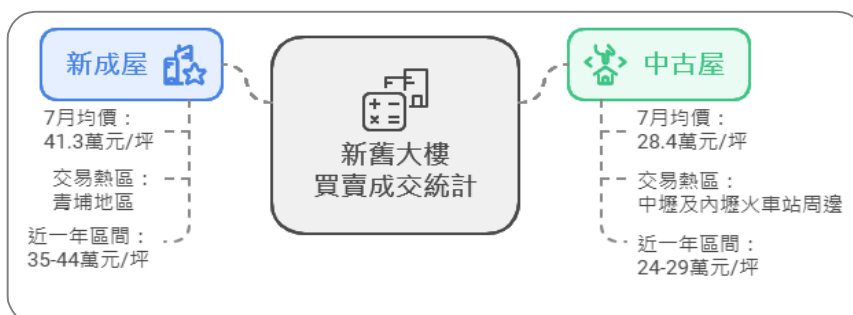 新成屋
7月均價：
41.3萬元/坪
交易熱區：
青埔地區
近一年區間：
35-44萬元/坪
新舊大樓
買賣成交統計
中古屋
7月均價：
28.4萬元/坪
交易熱區：
中壢及內壢火車站周邊
近一年區間：
24-29萬元/坪